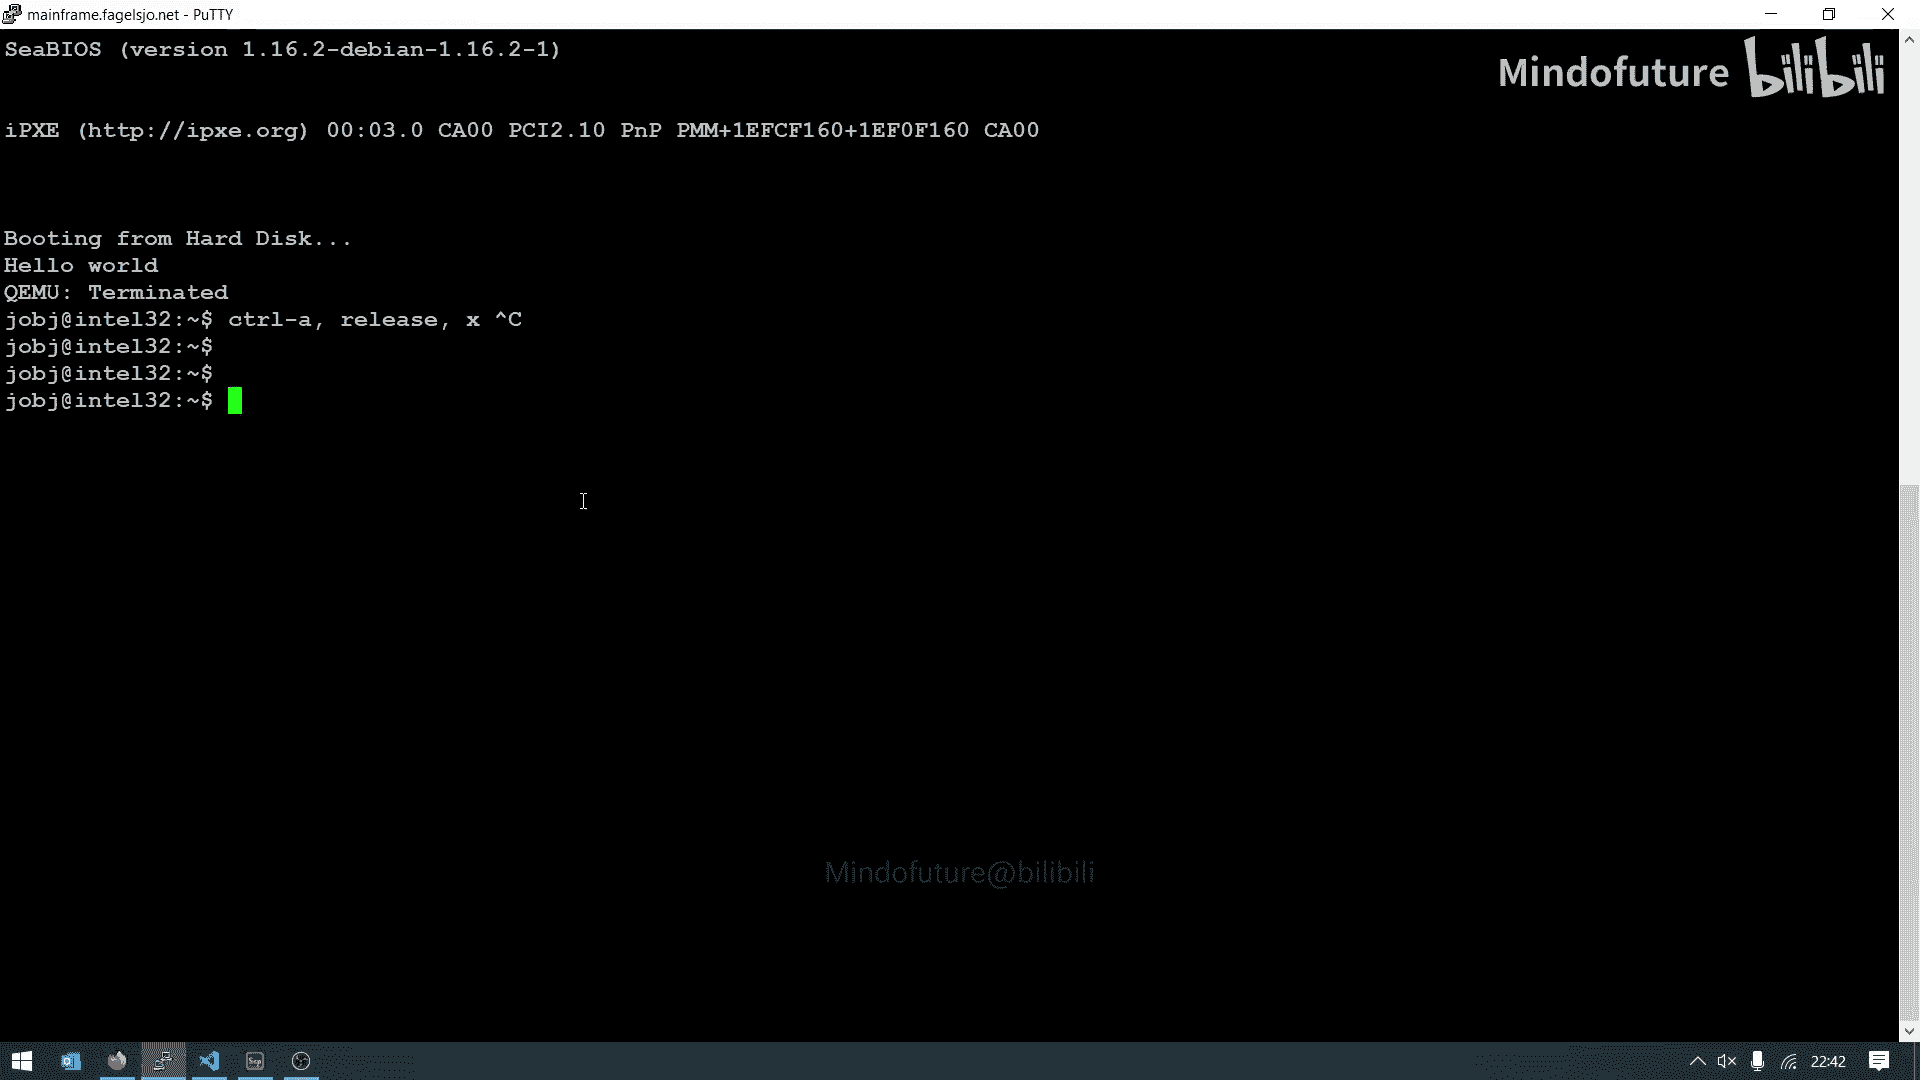 mainframe.fagelsjo.net - PuTTY
SeaBIOS (version 1.16.2-debian-1.16.2-1)
Mindofuture bilibili
iPXE (http://ipxe.org) 00:03.0 CA00 PCI2.10 PnP PMM+1EFCF160+1EF0F160 CA00
Booting from Hard Disk...
Hello world
QEMU: Terminated
jobj@intel32:~$ ctrl-a, release, x ^C
jobj@intel32:~$
jobj@intel32:~$
jobj@intel32:~$
Mindofuture@bilibili
22:42